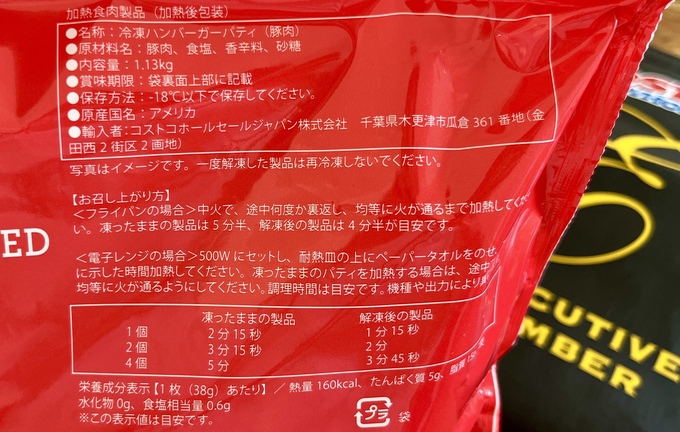 加熱食肉製品（加熱後包装）
●名称：冷凍ハンバーガーパティ（豚肉）
●原材料名：豚肉、食塩、香辛料、砂糖
●内容量：1.13kg
●賞味期限：袋裏面上部に記載
●保存方法：-18℃以下で保存してください。
●原産国名：アメリカ
●輸入者：コストコホールセールジャパン株式会社 千葉県木更津市瓜倉 361 番地（金
田西 2 街区 2 画地）
写真はイメージです。一度解凍した製品は再冷凍しないでください。
【お召し上がり方】
＜フライパンの場合＞中火で、途中何度か裏返し、均等に火が通るまで加熱してくださ
い。凍ったままの製品は 5 分半、解凍後の製品は 4 分半が目安です。
ED
＜電子レンジの場合＞500W にセットし、耐熱皿の上にペーパータオルをのせ
に示した時間加熱してください。凍ったままのパティを加熱する場合は、途中
均等に火が通るようにしてください。調理時間は目安です。機種や出力により
凍ったままの製品 解凍後の製品
1 個 2 分 15 秒 1 分 15 秒
2 個 3 分 15 秒 2 分
4 個 5 分 3 分 45 秒
栄養成分表示【1 枚（38g）あたり】／熱量 160kcal、たんぱく質 5g、脂質
水化物 0g、食塩相当量 0.6g
※この表示値は目安です。
プラ 袋
CUTIVE
MBER